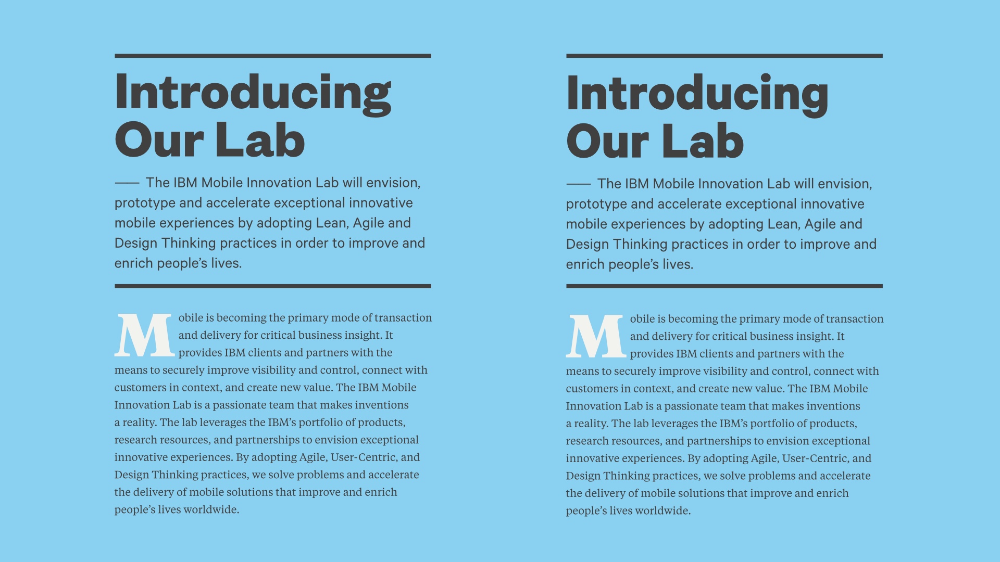 Introducing
Our Lab
—— The IBM Mobile Innovation Lab will envision,
prototype and accelerate exceptional innovative
mobile experiences by adopting Lean, Agile and
Design Thinking practices in order to improve and
enrich people’s lives.
Mobile is becoming the primary mode of transaction
and delivery for critical business insight. It
provides IBM clients and partners with the
means to securely improve visibility and control, connect with
customers in context, and create new value. The IBM Mobile
Innovation Lab is a passionate team that makes inventions
a reality. The lab leverages the IBM’s portfolio of products,
research resources, and partnerships to envision exceptional
innovative experiences. By adopting Agile, User-Centric, and
Design Thinking practices, we solve problems and accelerate
the delivery of mobile solutions that improve and enrich
people’s lives worldwide.
Introducing
Our Lab
—— The IBM Mobile Innovation Lab will envision,
prototype and accelerate exceptional innovative
mobile experiences by adopting Lean, Agile and
Design Thinking practices in order to improve and
enrich people’s lives.
Mobile is becoming the primary mode of transaction
and delivery for critical business insight. It
provides IBM clients and partners with the
means to securely improve visibility and control, connect with
customers in context, and create new value. The IBM Mobile
Innovation Lab is a passionate team that makes inventions
a reality. The lab leverages the IBM’s portfolio of products,
research resources, and partnerships to envision exceptional
innovative experiences. By adopting Agile, User-Centric, and
Design Thinking practices, we solve problems and accelerate
the delivery of mobile solutions that improve and enrich
people’s lives worldwide.